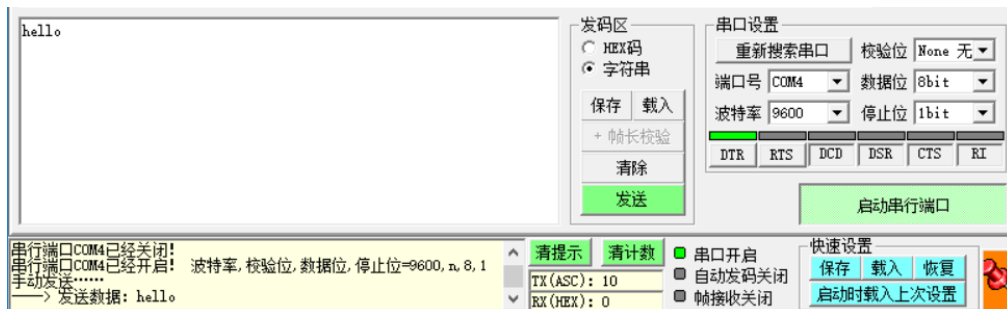 hello
发码区
HEX码
字符串
保存 载入
+ 帧长校验
清除
发送
串口设置
重新搜索串口 校验位 None 无
端口号 COM4 数据位 8bit
波特率 9600 停止位 1bit
DTR RTS DCD DSR CTS RI
启动串行端口
串行端口COM4已经关闭!
串行端口COM4已经开启! 波特率,校验位,数据位,停止位=9600,n,8,1
手动发送……
——> 发送数据: hello
清提示 清计数
TX(ASC): 10
RX(HEX): 0
串口开启
自动发码关闭
帧接收关闭
快速设置
保存 载入 恢复
启动时载入上次设置